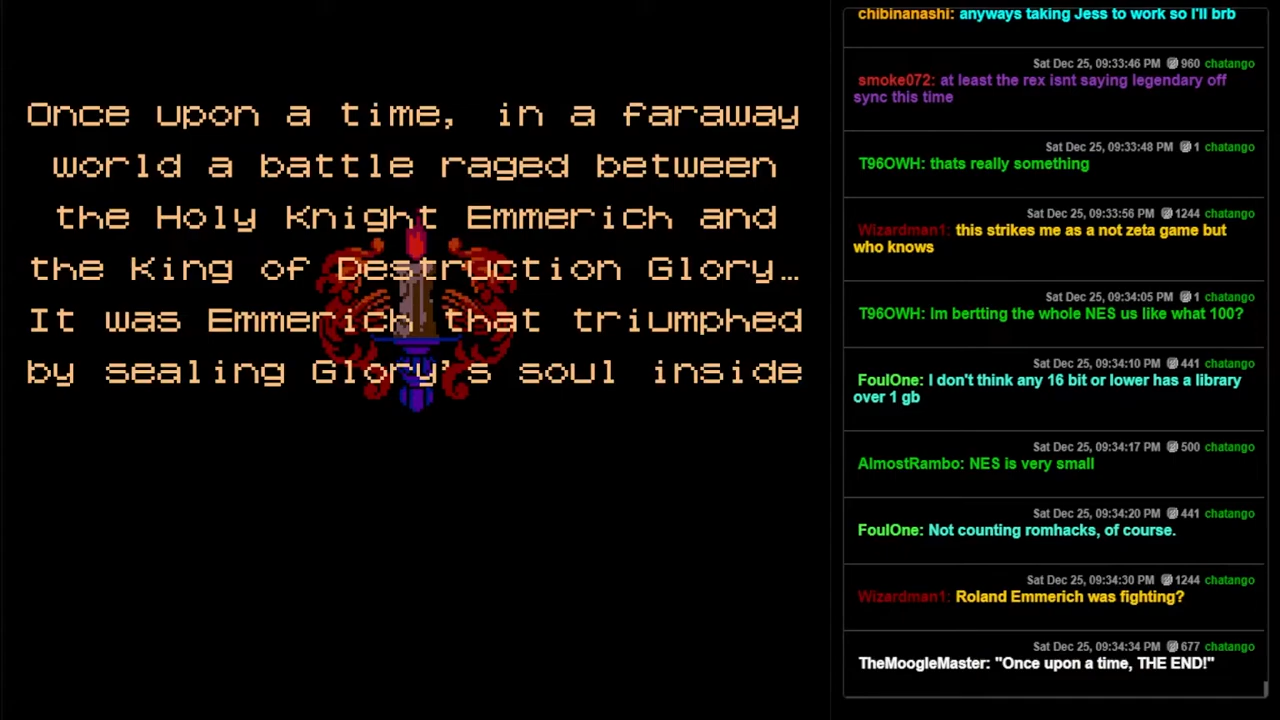 Once upon a time, in a faraway
world a battle raged between
the Holy Knight Emmerich and
the King of Destruction Glory…
It was Emmerich that triumphed
by sealing Glory's soul inside
chibinanashi: anyways taking Jess to work so I'll brb
Sat Dec 25, 09:33:46 PM 960 chatango
smoke072: at least the rex isnt saying legendary off
sync this time
Sat Dec 25, 09:33:48 PM 1 chatango
T96OWH: thats really something
Sat Dec 25, 09:33:56 PM 1244 chatango
Wizardman1: this strikes me as a not zeta game but
who knows
Sat Dec 25, 09:34:05 PM 1 chatango
T96OWH: Im bertting the whole NES us like what 100?
Sat Dec 25, 09:34:10 PM 441 chatango
FoulOne: I don't think any 16 bit or lower has a library
over 1 gb
Sat Dec 25, 09:34:17 PM 500 chatango
AlmostRambo: NES is very small
Sat Dec 25, 09:34:20 PM 441 chatango
FoulOne: Not counting romhacks, of course.
Sat Dec 25, 09:34:30 PM 1244 chatango
Wizardman1: Roland Emmerich was fighting?
Sat Dec 25, 09:34:34 PM 677 chatango
TheMoogleMaster: "Once upon a time, THE END!"